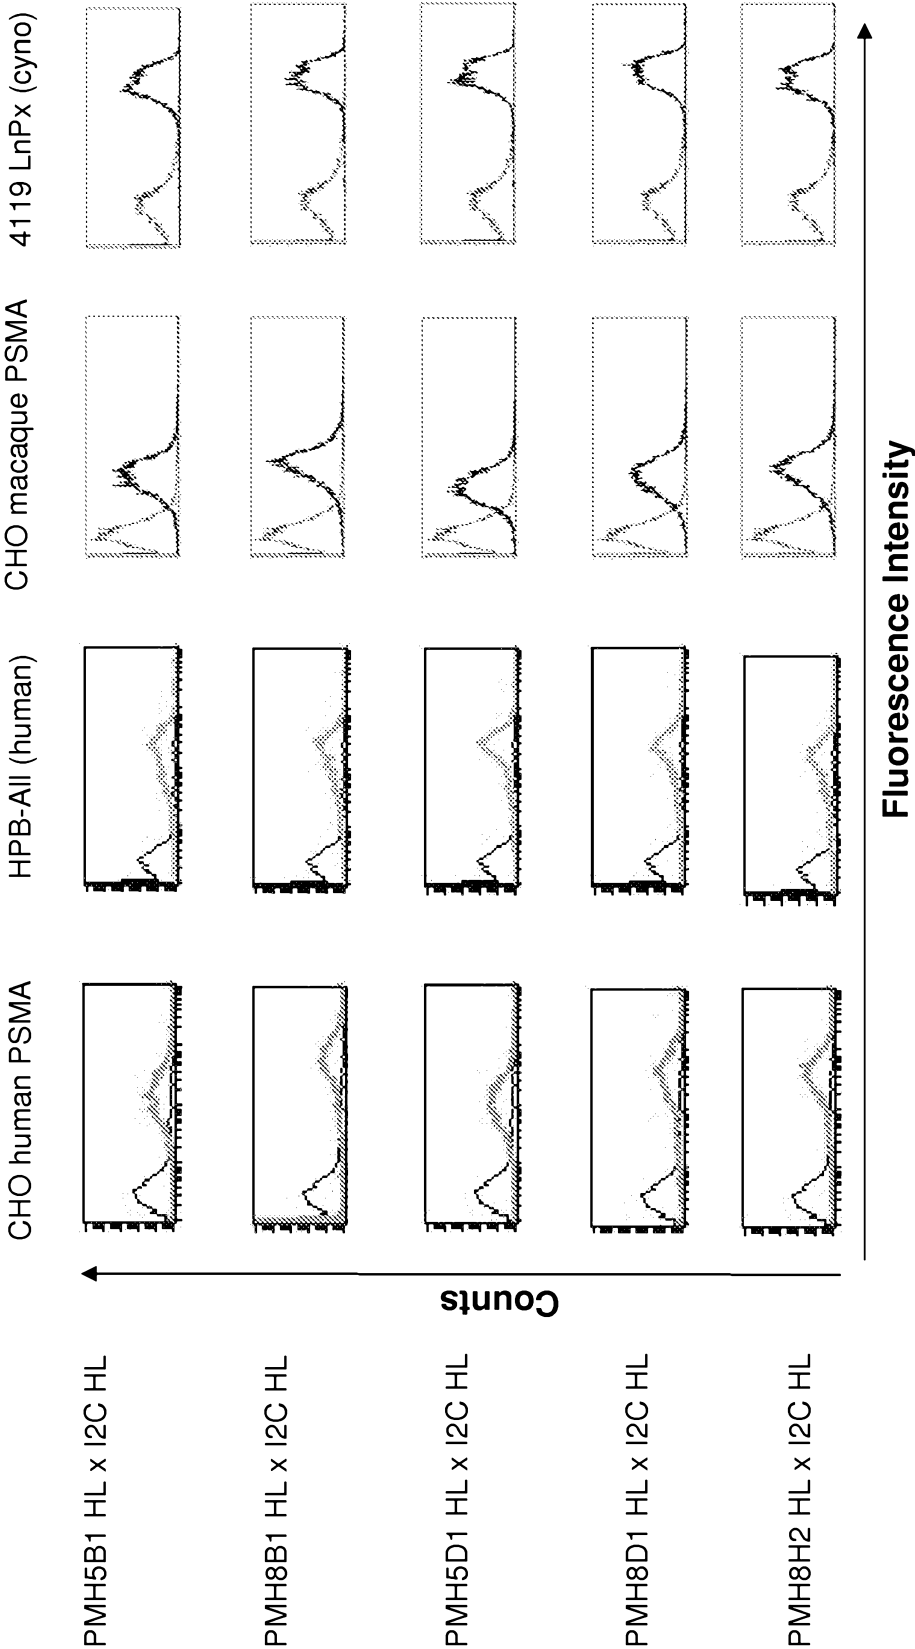 CHO human PSMA
HPB-All (human)
CHO macaque PSMA
4119 LnPx (cyno)
PMH5B1 HL x I2C HL
PMH8B1 HL x I2C HL
PMH5D1 HL x I2C HL
PMH8D1 HL x I2C HL
PMH8H2 HL x I2C HL
Counts
Fluorescence Intensity